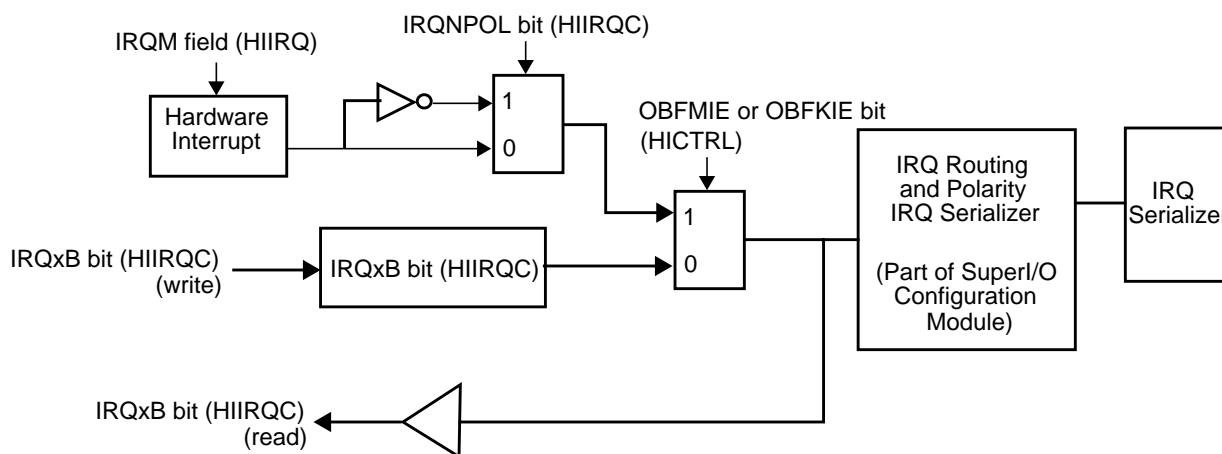 IRQNPOL bit (HIIRQC)
IRQM field (HIIRQ)
Hardware
Interrupt
1
0
OBFMIE or OBFKIE bit
(HICTRL)
1
0
IRQ Routing
and Polarity
IRQ Serializer
(Part of SuperI/O
Configuration
Module)
IRQ
Serializer
IRQxB bit (HIIRQC)
(write)
IRQxB bit (HIIRQC)
IRQxB bit (HIIRQC)
(read)